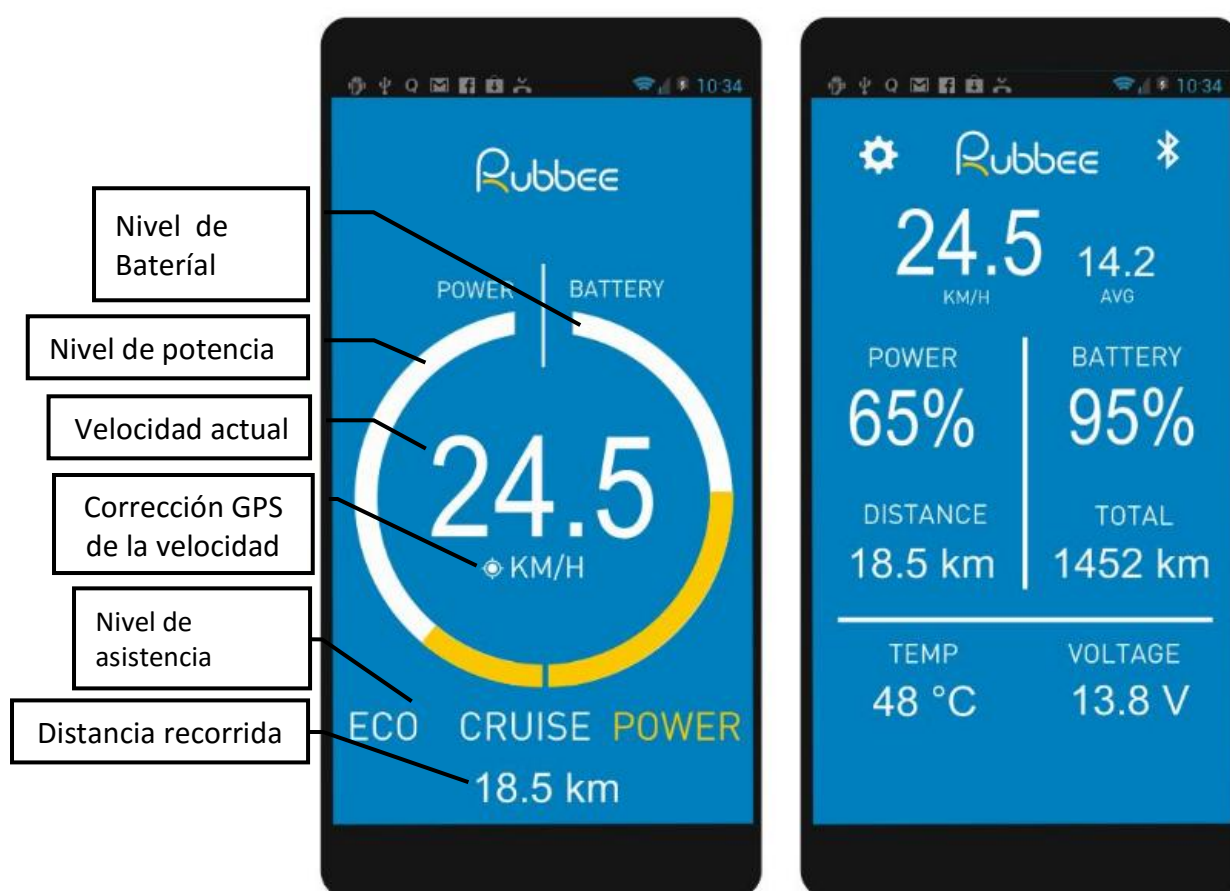 Nivel de
Bateríal
Nivel de potencia
Velocidad actual
Corrección GPS
de la velocidad
Nivel de
asistencia
Distancia recorrida
10:34
Rubbee
POWER
BATTERY
24.5
KM/H
ECO CRUISE POWER
18.5 km
10:34
Rubbee
24.5 14.2
KM/H AVG
POWER BATTERY
65% 95%
DISTANCE TOTAL
18.5 km 1452 km
TEMP VOLTAGE
48 °C 13.8 V